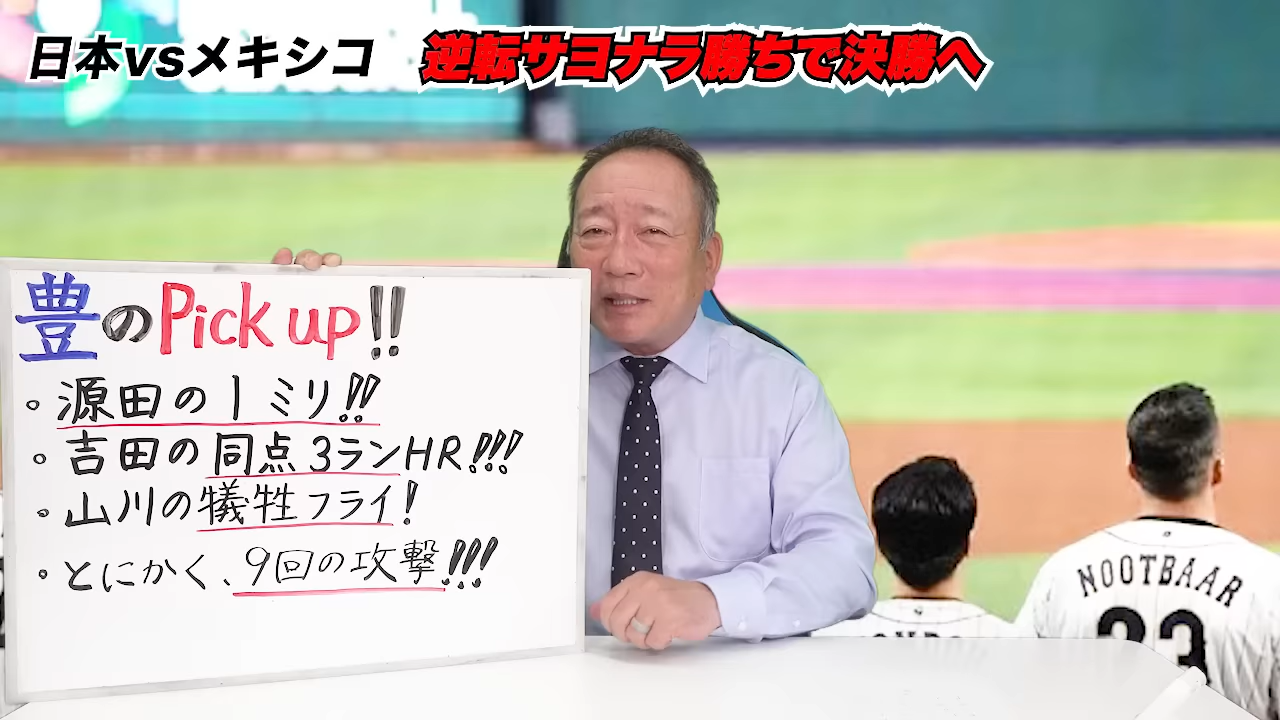 日本vsメキシコ 逆転サヨナラ勝ちで決勝へ
豊のPick up!!
。源田の1ミリ!!
。吉田の同点3ランHR!!!
・山川の犠牲フライ!
・とにかく、9回の攻撃!!!
NOOTBAAR
23